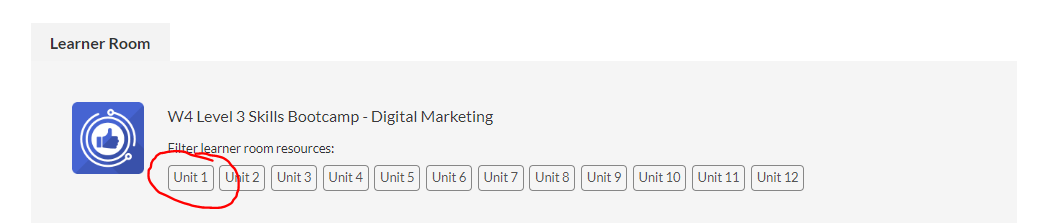 Learner Room
W4 Level 3 Skills Bootcamp - Digital Marketing
Filter learner room resources:
Unit 1 Unit 2 Unit 3 Unit 4 Unit 5 Unit 6 Unit 7 Unit 8 Unit 9 Unit 10 Unit 11 Unit 12